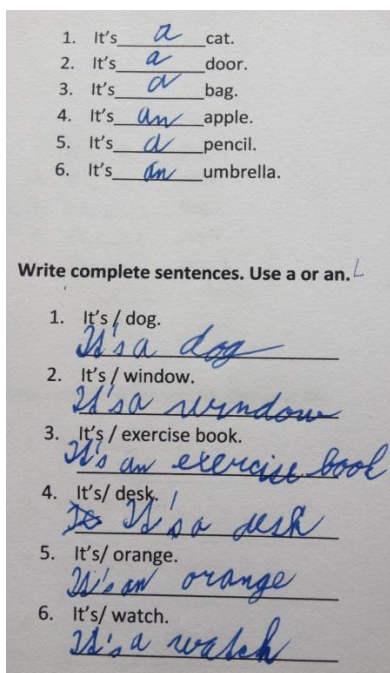 1. It's a cat.
2. It's a door.
3. It's a bag.
4. It's an apple.
5. It's a pencil.
6. It's an umbrella.
Write complete sentences. Use a or an.
1. It's / dog.
It's a dog
2. It's / window.
It's a window
3. It's / exercise book.
It's an exercise book
4. It's/ desk.
It's a desk
5. It's/ orange.
It's an orange
6. It's/ watch.
It's a watch